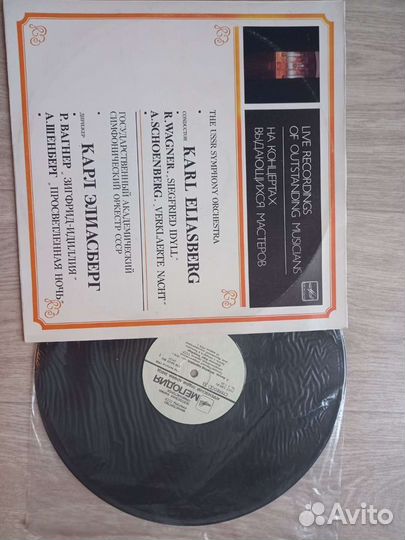 LIVE RECORDINGS
OF OUTSTANDING MUSICIANS
НА КОНЦЕРТАХ
ВЫДАЮЩИХСЯ МАСТЕРОВ
THE USSR SYMPHONY ORCHESTRA
CONDUCTOR KARL ELIASBERG
R. WAGNER. „SIEGFRIED IDYLL"
A. SCHOENBERG. „VERKLAERTE NACHT"
ГОСУДАРСТВЕННЫЙ АКАДЕМИЧЕСКИЙ
СИМФОНИЧЕСКИЙ ОРКЕСТР СССР
ДИРИЖЕР КАРЛ ЭЛИАСБЕРГ
Р. ВАГНЕР. „ЗИГФРИД-ИДИЛЛИЯ"
А. ШЕНБЕРГ. „ПРОСВЕТЛЕННАЯ НОЧЬ"
МЕЛОДИЯ
Avito